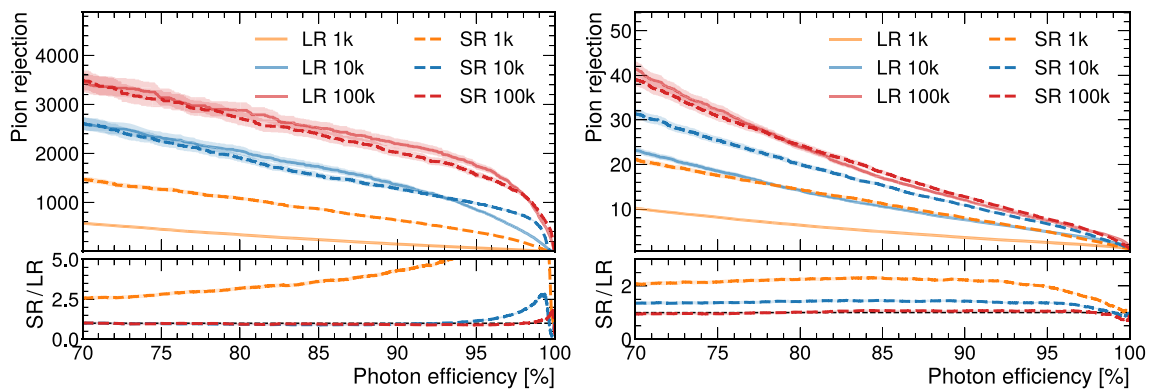 Pion rejection
4000
3000
2000
1000
LR 1k
LR 10k
LR 100k
SR 1k
SR 10k
SR 100k
SR/LR
5.0
2.5
0.0
70 75 80 85 90 95 100
Photon efficiency [%]
Pion rejection
50
40
30
20
10
LR 1k
LR 10k
LR 100k
SR 1k
SR 10k
SR 100k
SR/LR
2
0
70 75 80 85 90 95 100
Photon efficiency [%]